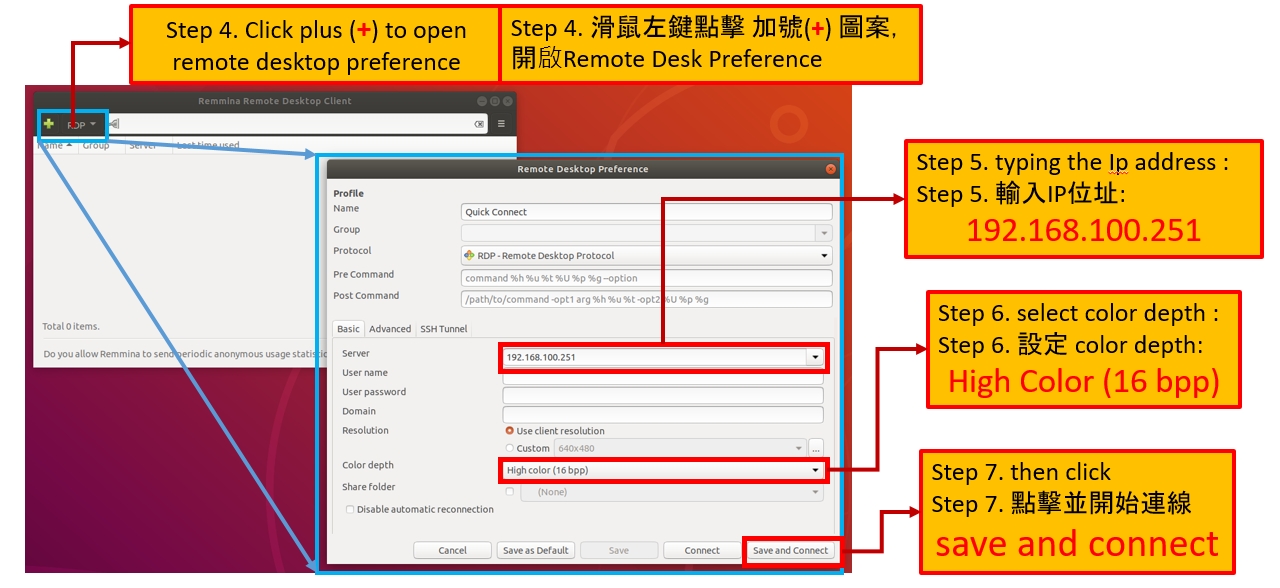 Step 4. Click plus (+) to open
remote desktop preference
Step 4. 滑鼠左鍵點擊 加號(+) 圖案,
開啟Remote Desk Preference
Remmina Remote Desktop Client
RDP
Name Group Server Last time used
Total 0 items.
Do you allow Remmina to send periodic anonymous usage statistic
Remote Desktop Preference
Profile
Name Quick Connect
Group
Protocol RDP - Remote Desktop Protocol
Pre Command command %h %u %t %U %p %g --option
Post Command /path/to/command -opt1 arg %h %u %t -opt2 %U %p %g
Basic Advanced SSH Tunnel
Server 192.168.100.251
User name
User password
Domain
Resolution Use client resolution
Custom 640x480 ...
Color depth High color (16 bpp)
Share folder (None)
Disable automatic reconnection
Cancel Save as Default Save Connect Save and Connect
Step 5. typing the Ip address :
Step 5. 輸入IP位址:
192.168.100.251
Step 6. select color depth :
Step 6. 設定 color depth:
High Color (16 bpp)
Step 7. then click
Step 7. 點擊並開始連線
save and connect